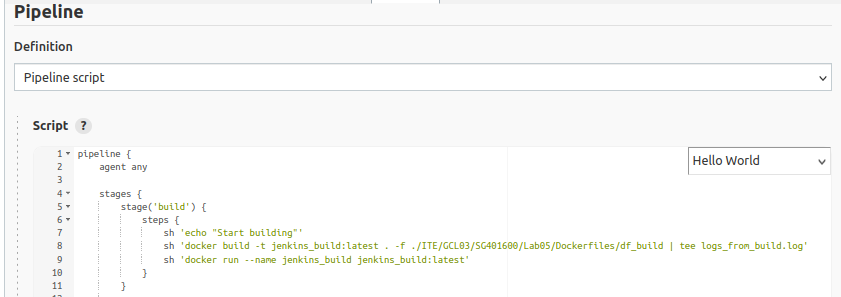 Pipeline
Definition
Pipeline script
Script ?
Hello World
1 pipeline {
2 agent any
3
4 stages {
5 stage('build') {
6 steps {
7 sh 'echo "Start building"'
8 sh 'docker build -t jenkins_build:latest . -f ./ITE/GCL03/SG401600/Lab05/Dockerfiles/df_build | tee logs_from_build.log'
9 sh 'docker run --name jenkins_build jenkins_build:latest'
10 }
11 }